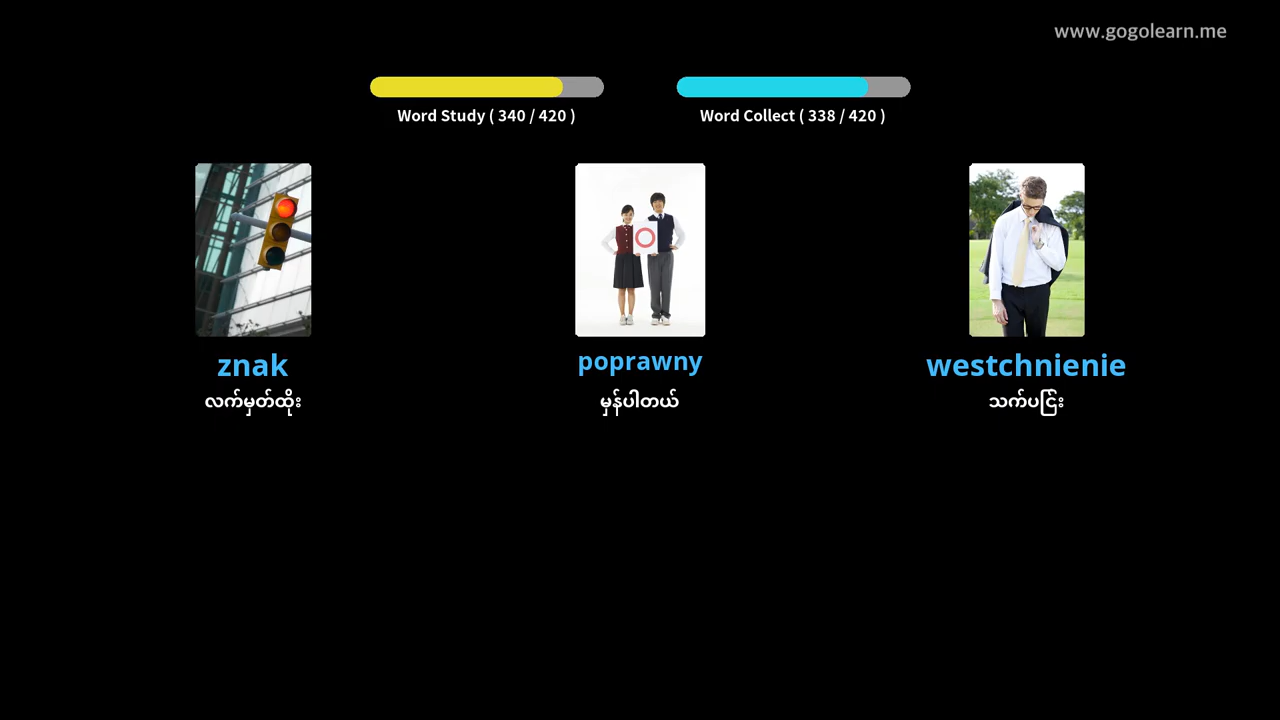 www.gogolearn.me
Word Study ( 340 / 420 )
Word Collect ( 338 / 420 )
znak
poprawny
westchnienie
လက်မှတ်ထိုး
မှန်ပါတယ်
သက်ပငြ်း